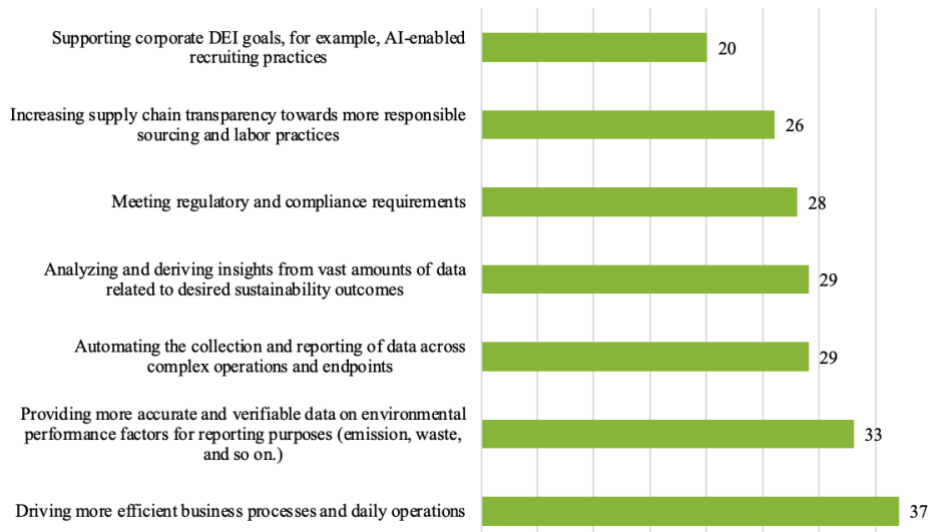 Supporting corporate DEI goals, for example, AI-enabled
recruiting practices
20
Increasing supply chain transparency towards more responsible
sourcing and labor practices
26
Meeting regulatory and compliance requirements
28
Analyzing and deriving insights from vast amounts of data
related to desired sustainability outcomes
29
Automating the collection and reporting of data across
complex operations and endpoints
29
Providing more accurate and verifiable data on environmental
performance factors for reporting purposes (emission, waste,
and so on.)
33
Driving more efficient business processes and daily operations
37